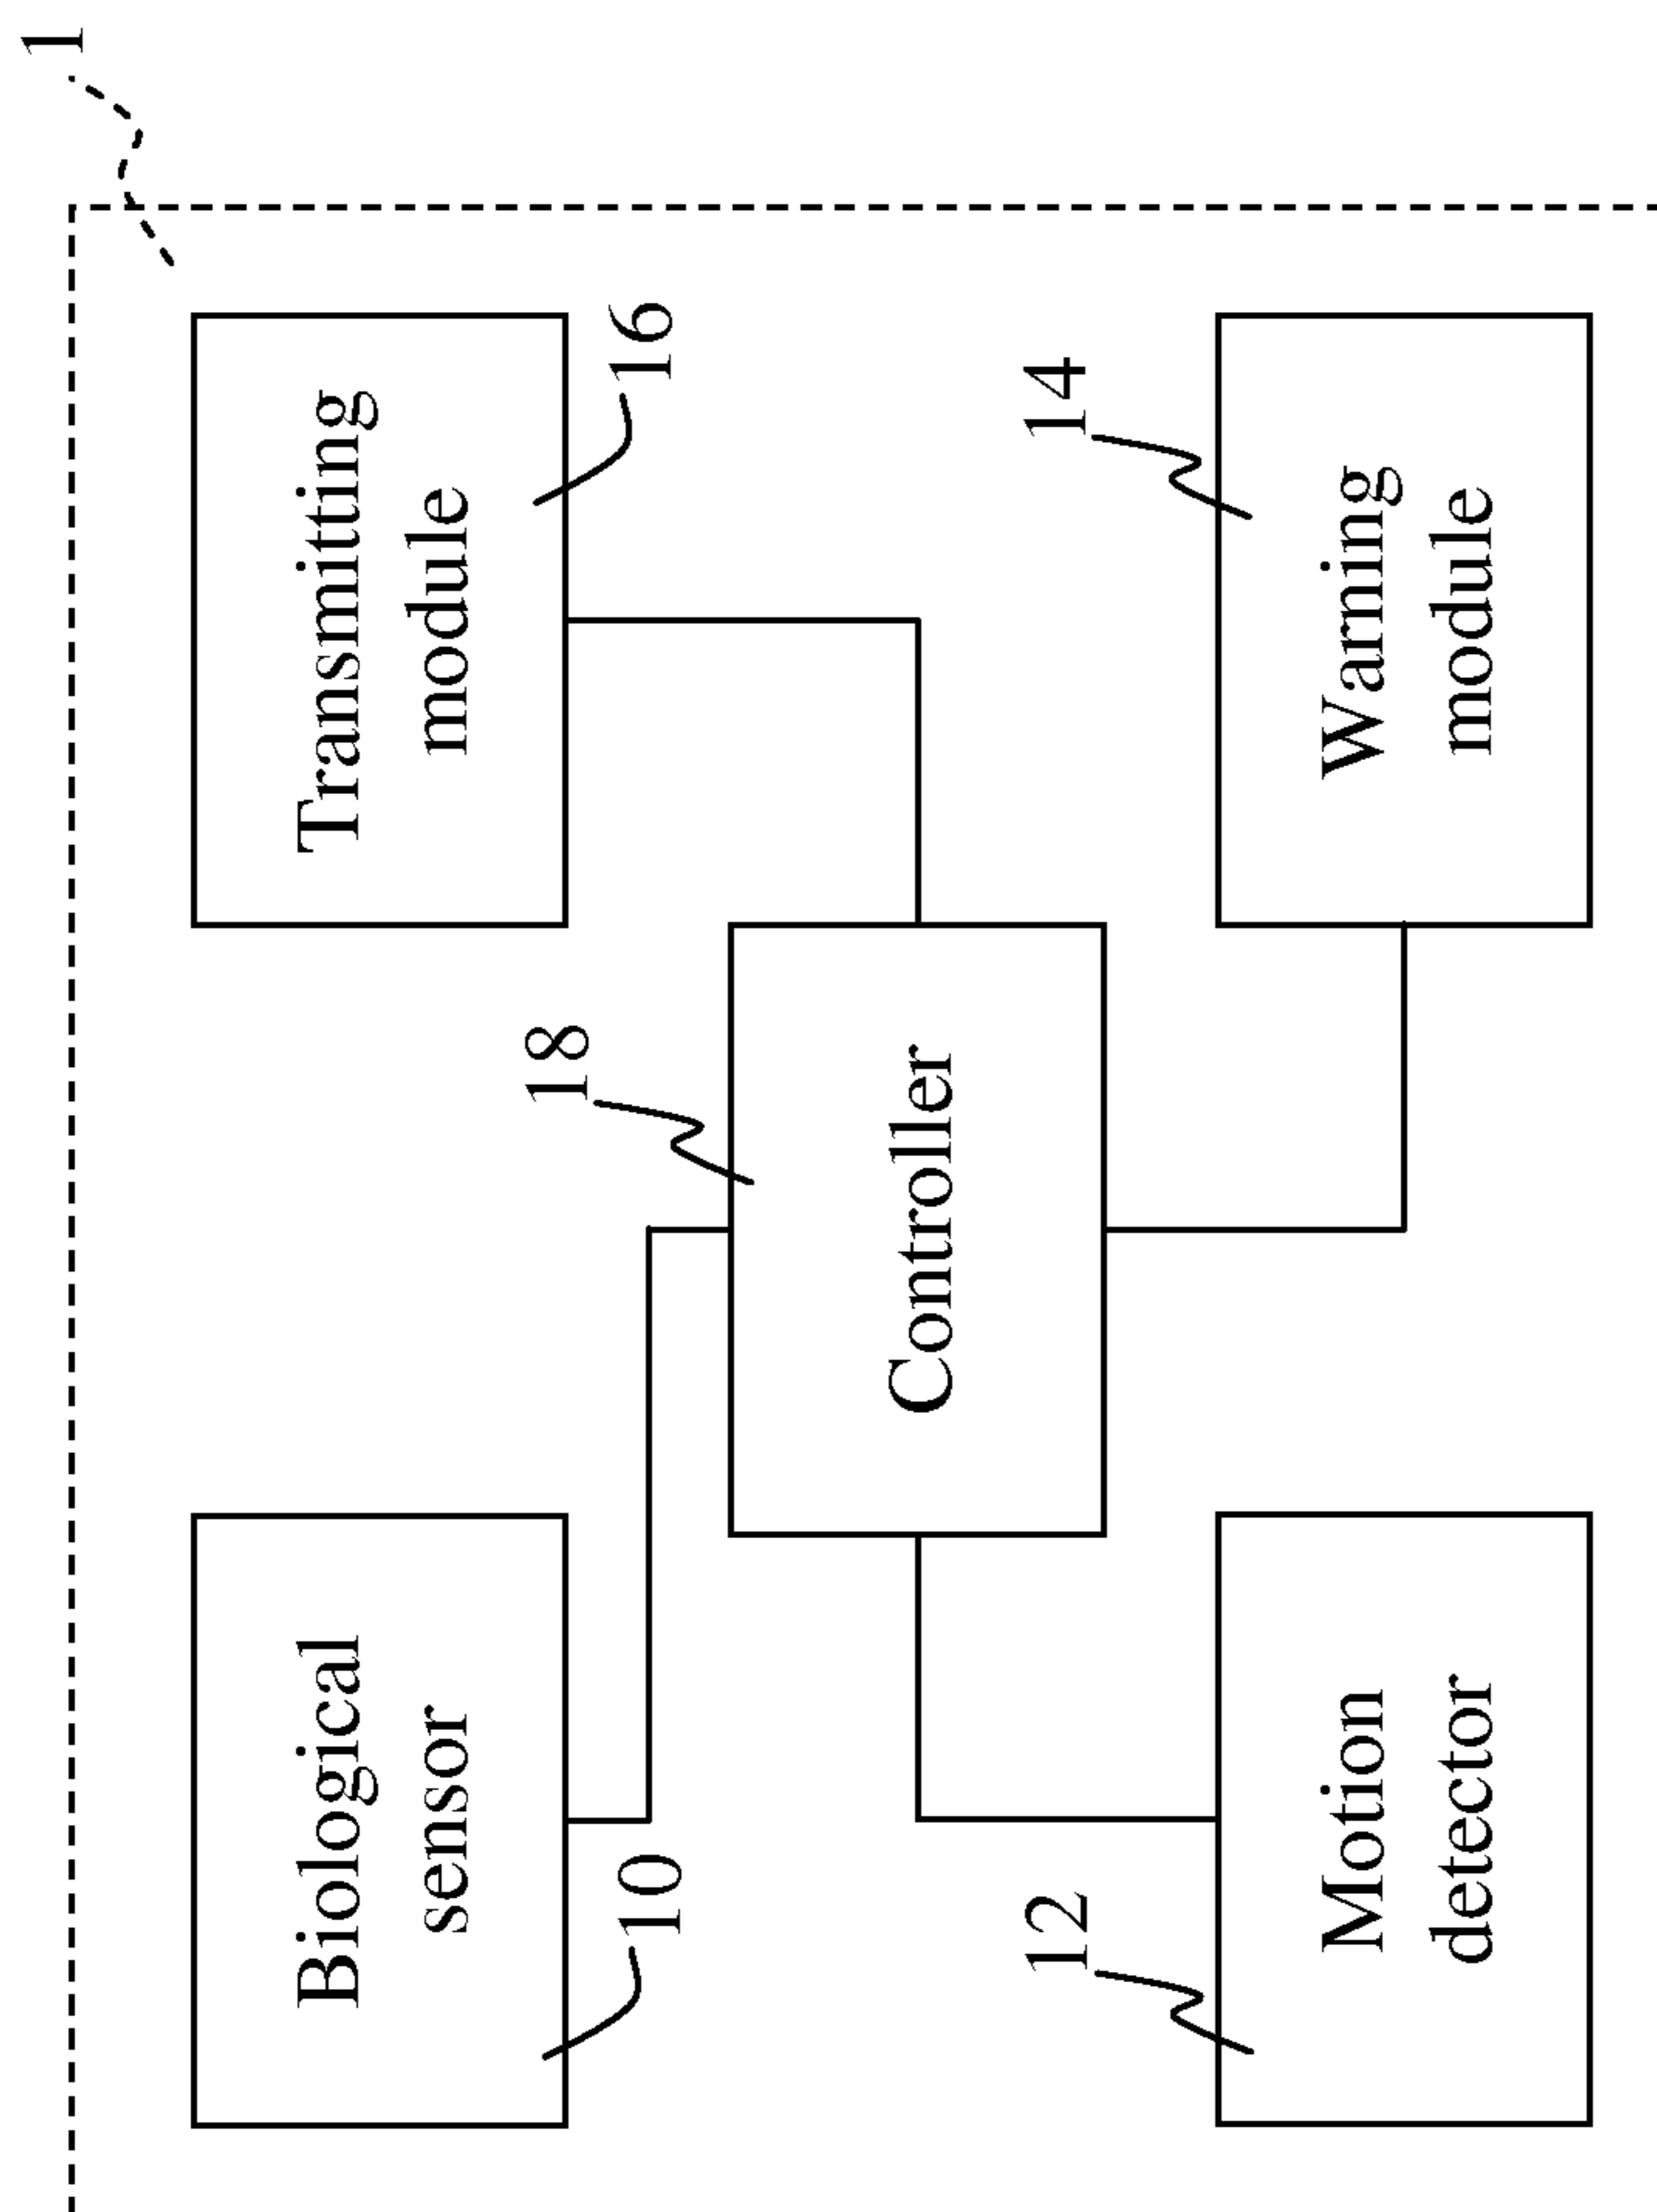 1
Biological
sensor
Transmitting
module
18
10
16
Controller
12
14
Motion
detector
Warning
module